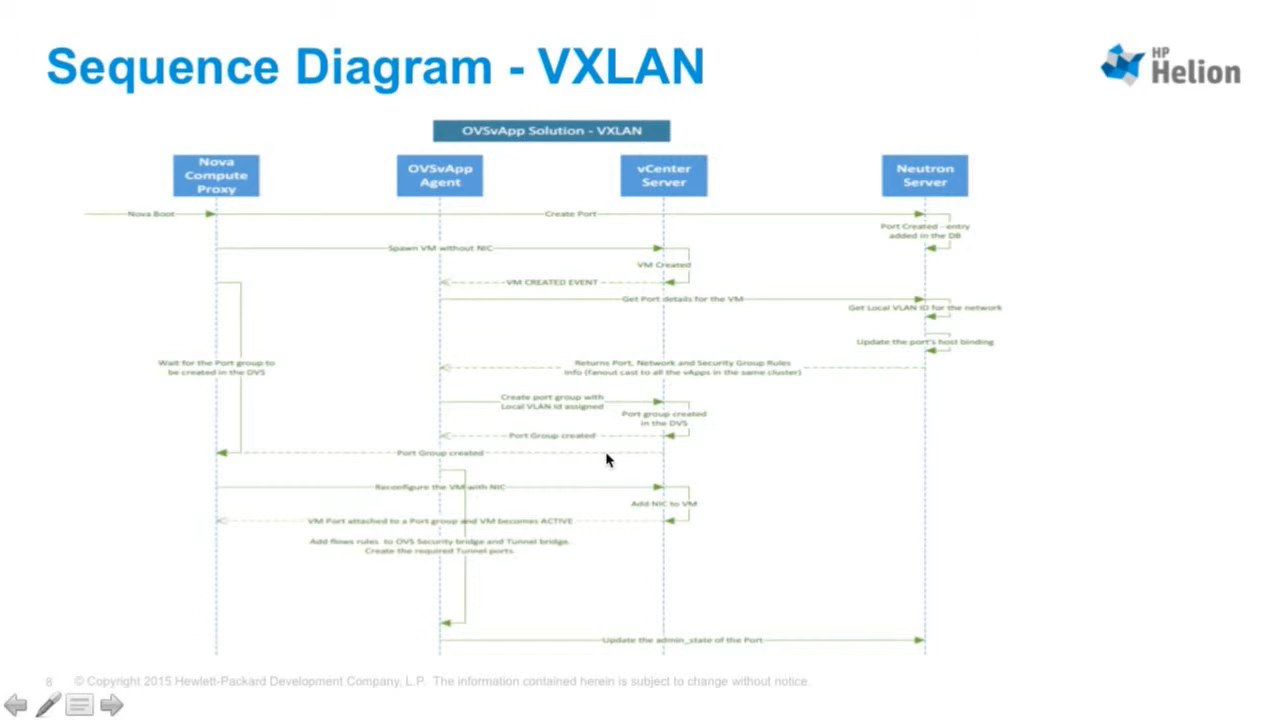 Sequence Diagram - VXLAN
HP
Helion
OVSvApp Solution - VXLAN
Nova
Compute
Proxy
OVSvApp
Agent
vCenter
Server
Neutron
Server
Nova Boot
Create Port
Port Created - entry
added in the DB
Spawn VM without NIC
VM Created
VM CREATED EVENT
Get Port details for the VM
Get Local VLAN ID for the network
Update the port's host binding
Wait for the Port group to
be created in the DVS
Returns Port, Network and Security Group Rules
info (fanout cast to all the vApps in the same cluster)
Create port group with
Local VLAN Id assigned
Port group created
in the DVS
Port Group created
Port Group created
Reconfigure the VM with NIC
Add NIC to VM
VM Port attached to a Port group and VM becomes ACTIVE
Add flows rules to OVS Security bridge and Tunnel bridge.
Create the required Tunnel ports.
Update the admin_state of the Port
8 © Copyright 2015 Hewlett-Packard Development Company, L.P. The information contained herein is subject to change without notice.